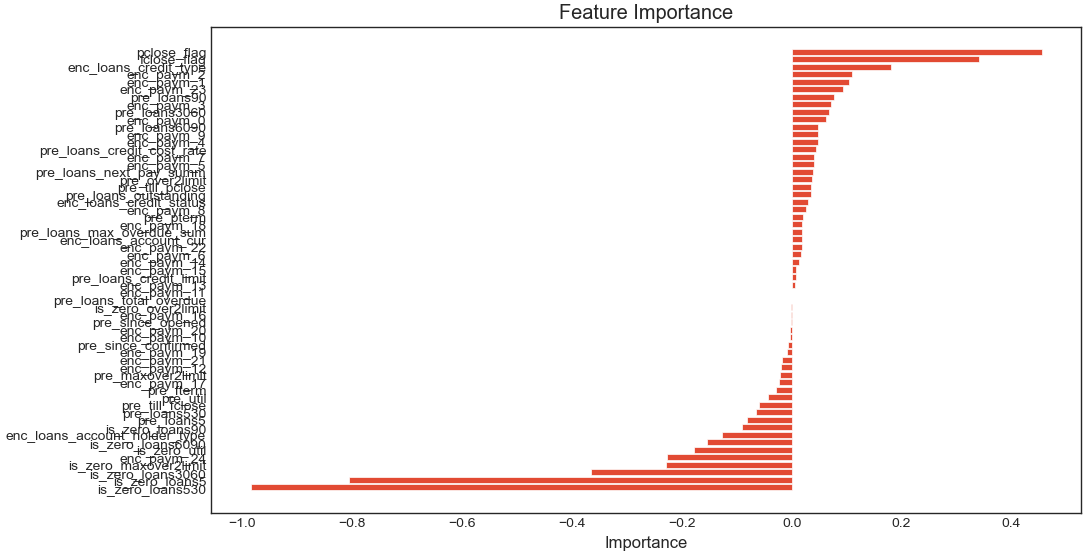 Feature Importance
pclose_flag
fclose_flag
enc_loans_credit_type
enc_paym_2
enc_paym_1
enc_paym_23
pre_loans90
enc_paym_3
pre_loans3060
enc_paym_0
pre_loans6090
enc_paym_9
enc_paym_4
pre_loans_credit_cost_rate
enc_paym_7
enc_paym_5
pre_loans_next_pay_summ
pre_over2limit
pre_till_pclose
pre_loans_outstanding
enc_loans_credit_status
enc_paym_8
pre_pterm
enc_paym_18
pre_loans_max_overdue_sum
enc_loans_account_cur
enc_paym_22
enc_paym_6
enc_paym_14
enc_paym_15
pre_loans_credit_limit
enc_paym_13
enc_paym_11
pre_loans_total_overdue
is_zero_over2limit
enc_paym_16
pre_since_opened
enc_paym_20
enc_paym_10
pre_since_confirmed
enc_paym_19
enc_paym_21
enc_paym_12
pre_maxover2limit
enc_paym_17
pre_fterm
pre_util
pre_till_fclose
pre_loans530
pre_loans5
is_zero_loans90
enc_loans_account_holder_type
is_zero_loans6090
is_zero_util
enc_paym_24
is_zero_maxover2limit
is_zero_loans3060
is_zero_loans5
is_zero_loans530
−1.0 −0.8 −0.6 −0.4 −0.2 0.0 0.2 0.4
Importance